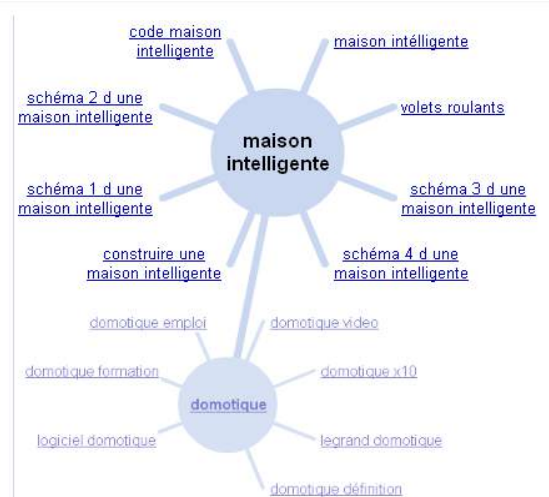 code maison
intelligente
maison intélligente
schéma 2 d une
maison intelligente
volets roulants
maison
intelligente
schéma 1 d une
maison intelligente
schéma 3 d une
maison intelligente
construire une
maison intelligente
schéma 4 d une
maison intelligente
domotique emploi
domotique video
domotique formation
domotique x10
domotique
logiciel domotique
legrand domotique
domotique définition